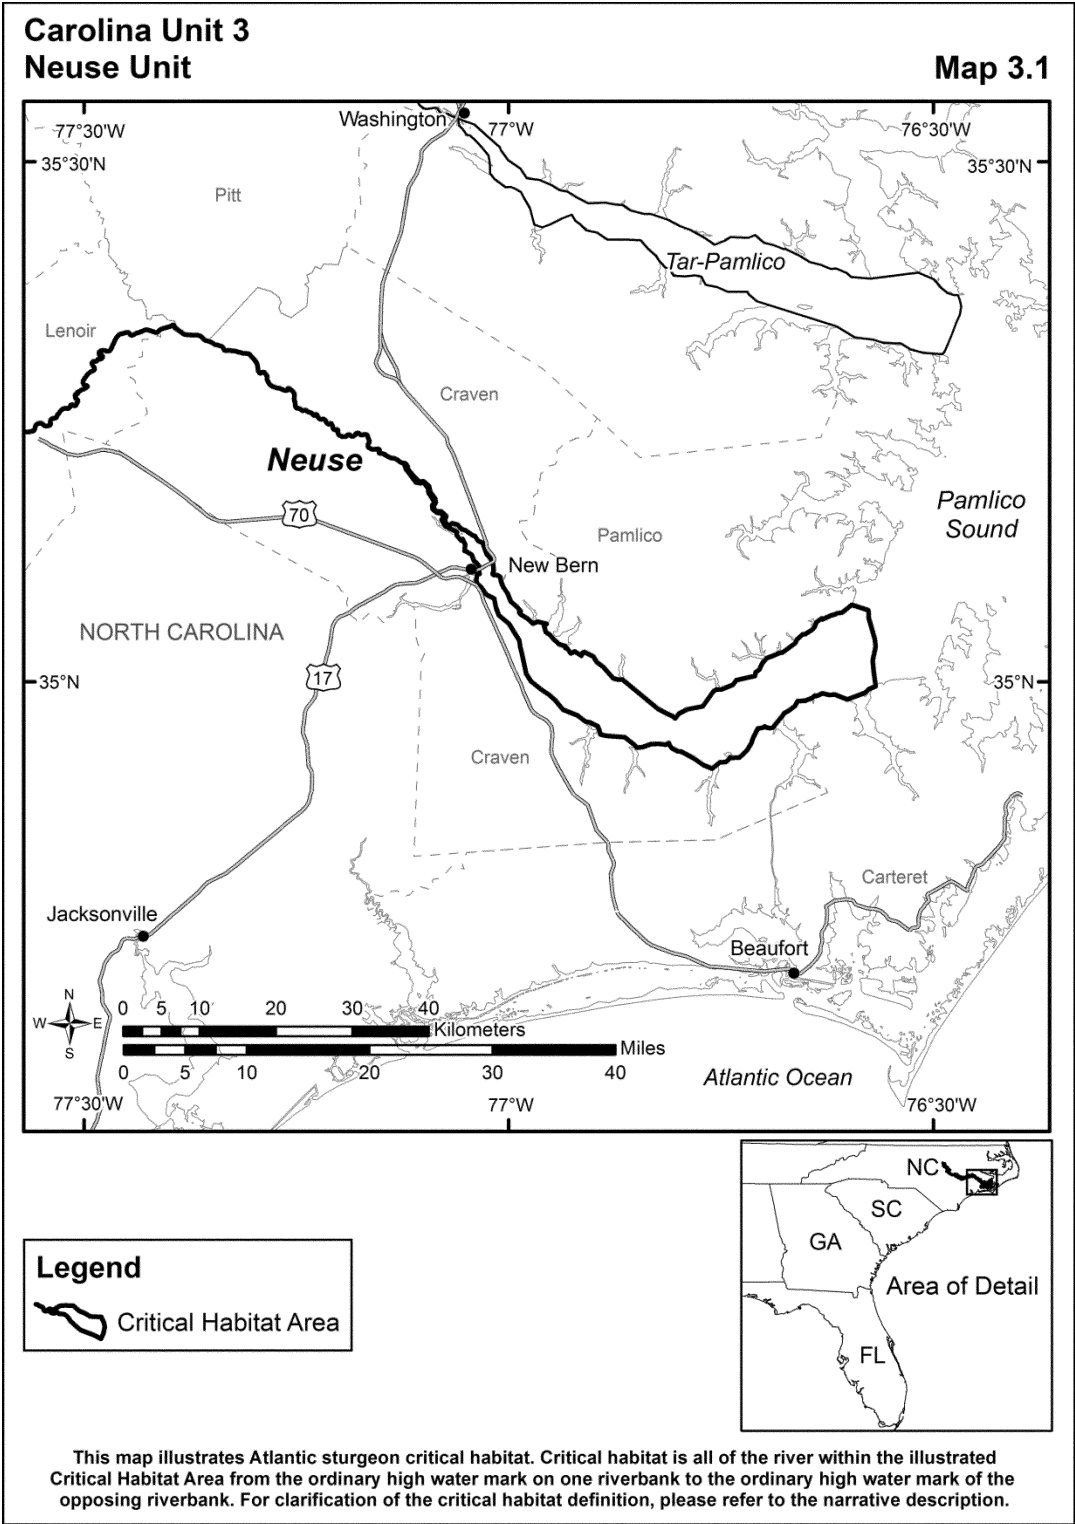 Carolina Unit 3
Neuse Unit
Map 3.1
Washington
77°30'W
77°W
76°30'W
35°30'N
35°30'N
Pitt
Tar-Pamlico
Lenoir
Craven
Neuse
Pamlico
Sound
70
Pamlico
New Bern
NORTH CAROLINA
17
35°N
35°N
Craven
Carteret
Jacksonville
Beaufort
N
W E
S
0 5 10 20 30 40
Kilometers
Miles
0 5 10 20 30 40
Atlantic Ocean
77°30'W
77°W
76°30'W
NC
SC
GA
Area of Detail
FL
Legend
Critical Habitat Area
This map illustrates Atlantic sturgeon critical habitat. Critical habitat is all of the river within the illustrated
Critical Habitat Area from the ordinary high water mark on one riverbank to the ordinary high water mark of the
opposing riverbank. For clarification of the critical habitat definition, please refer to the narrative description.